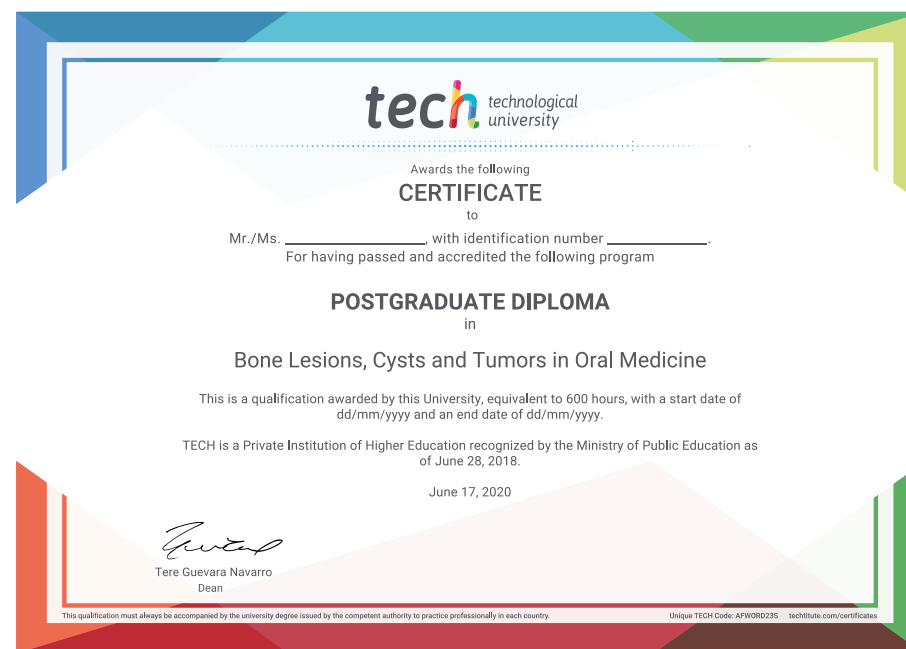 tech technological
university
Awards the following
CERTIFICATE
to
Mr./Ms. ____________________, with identification number ______________.
For having passed and accredited the following program
POSTGRADUATE DIPLOMA
in
Bone Lesions, Cysts and Tumors in Oral Medicine
This is a qualification awarded by this University, equivalent to 600 hours, with a start date of
dd/mm/yyyy and an end date of dd/mm/yyyy.
TECH is a Private Institution of Higher Education recognized by the Ministry of Public Education as
of June 28, 2018.
June 17, 2020
Tere Guevara Navarro
Dean
This qualification must always be accompanied by the university degree issued by the competent authority to practice professionally in each country. Unique TECH Code: AFWORD23S techtitute.com/certificates